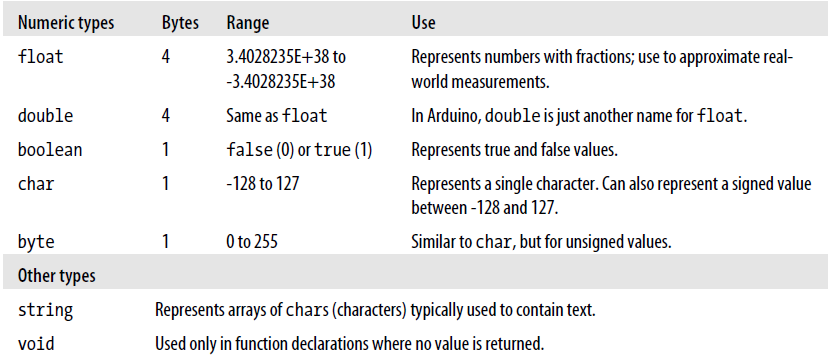 Numeric types Bytes Range Use
float 4 3.4028235E+38 to Represents numbers with fractions; use to approximate real-
-3.4028235E+38 world measurements.
double 4 Same as float In Arduino, double is just another name for float.
boolean 1 false (0) or true (1) Represents true and false values.
char 1 -128 to 127 Represents a single character. Can also represent a signed value
between -128 and 127.
byte 1 0 to 255 Similar to char, but for unsigned values.
Other types
string Represents arrays of chars (characters) typically used to contain text.
void Used only in function declarations where no value is returned.